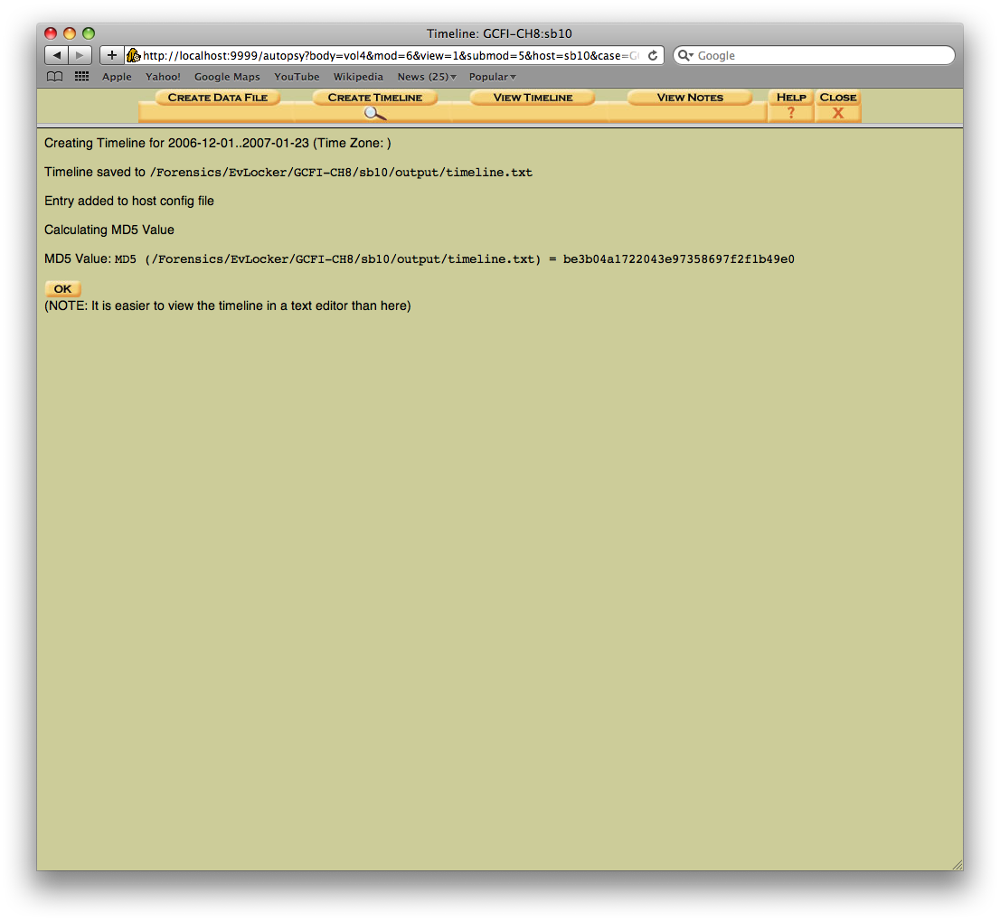 Timeline: GCFI-CH8:sb10
http://localhost:9999/autopsy?body=vol4&mod=6&view=1&submod=5&host=sb10&case=G
Google
Apple Yahoo! Google Maps YouTube Wikipedia News (25) Popular
CREATE DATA FILE CREATE TIMELINE VIEW TIMELINE VIEW NOTES HELP CLOSE
? X
Creating Timeline for 2006-12-01..2007-01-23 (Time Zone: )
Timeline saved to /Forensics/EvLocker/GCFI-CH8/sb10/output/timeline.txt
Entry added to host config file
Calculating MD5 Value
MD5 Value: MD5 (/Forensics/EvLocker/GCFI-CH8/sb10/output/timeline.txt) = be3b04a1722043e97358697f2f1b49e0
OK
(NOTE: It is easier to view the timeline in a text editor than here)